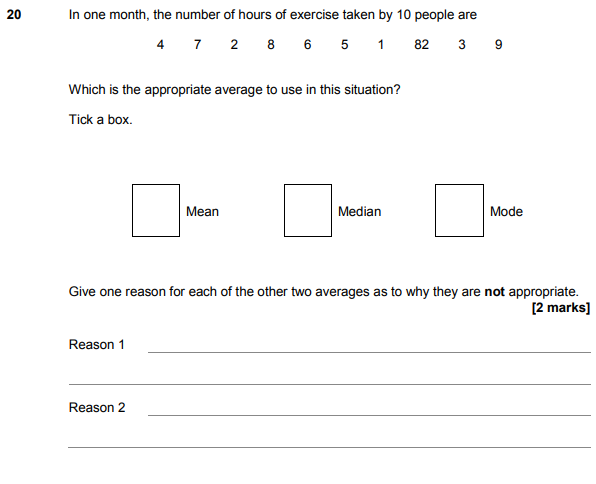 20 In one month, the number of hours of exercise taken by 10 people are
4 7 2 8 6 5 1 82 3 9
Which is the appropriate average to use in this situation?
Tick a box.
Mean Median Mode
Give one reason for each of the other two averages as to why they are not appropriate.
[2 marks]
Reason 1
Reason 2